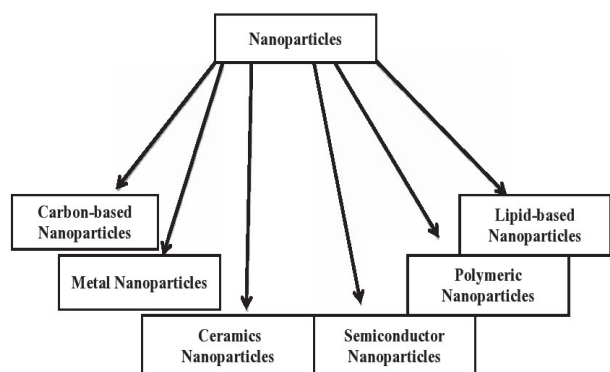 Nanoparticles
Carbon-based
Nanoparticles
Metal Nanoparticles
Ceramics
Nanoparticles
Semiconductor
Nanoparticles
Polymeric
Nanoparticles
Lipid-based
Nanoparticles